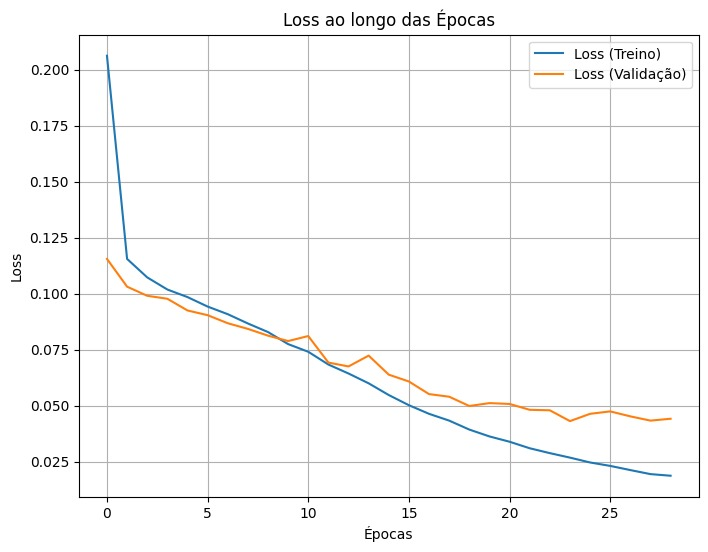 Loss ao longo das Épocas
Loss (Treino)
Loss (Validação)
0.200
0.175
0.150
0.125
0.100
0.075
0.050
0.025
Loss
0 5 10 15 20 25
Épocas